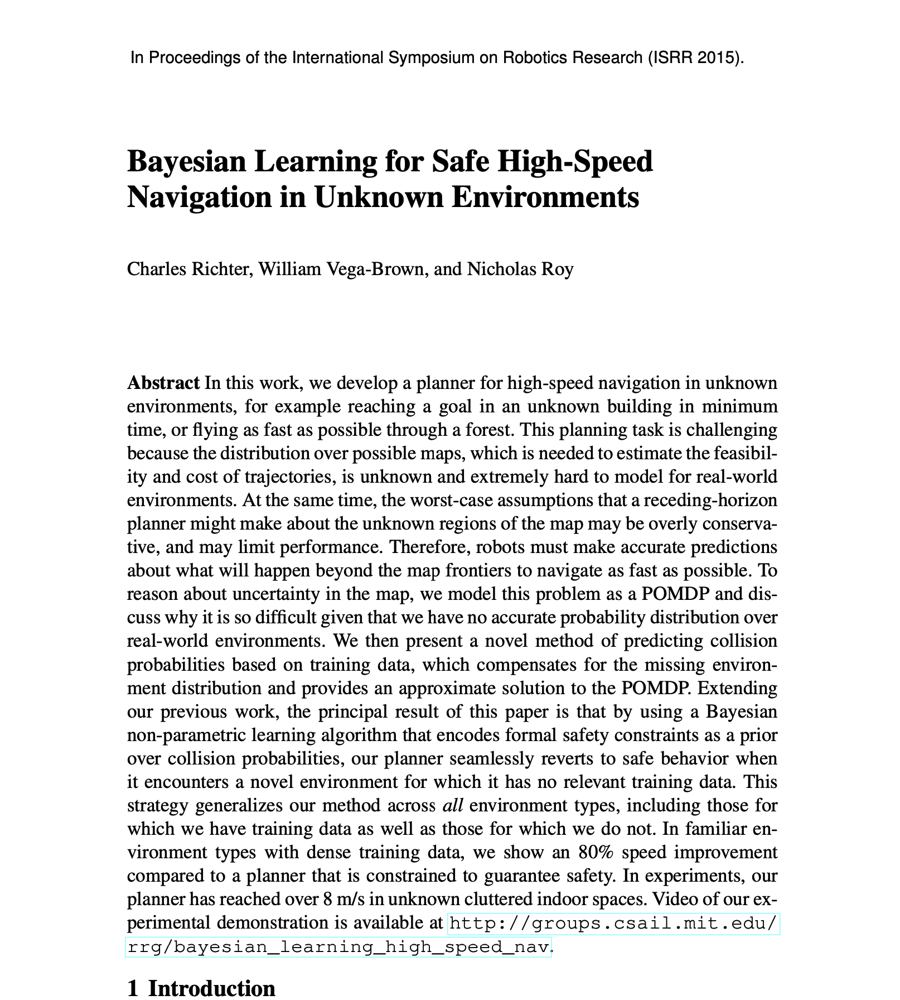 In Proceedings of the International Symposium on Robotics Research (ISRR 2015).
Bayesian Learning for Safe High-Speed
Navigation in Unknown Environments
Charles Richter, William Vega-Brown, and Nicholas Roy
Abstract In this work, we develop a planner for high-speed navigation in unknown
environments, for example reaching a goal in an unknown building in minimum
time, or flying as fast as possible through a forest. This planning task is challenging
because the distribution over possible maps, which is needed to estimate the feasibil-
ity and cost of trajectories, is unknown and extremely hard to model for real-world
environments. At the same time, the worst-case assumptions that a receding-horizon
planner might make about the unknown regions of the map may be overly conserva-
tive, and may limit performance. Therefore, robots must make accurate predictions
about what will happen beyond the map frontiers to navigate as fast as possible. To
reason about uncertainty in the map, we model this problem as a POMDP and dis-
cuss why it is so difficult given that we have no accurate probability distribution over
real-world environments. We then present a novel method of predicting collision
probabilities based on training data, which compensates for the missing environ-
ment distribution and provides an approximate solution to the POMDP. Extending
our previous work, the principal result of this paper is that by using a Bayesian
non-parametric learning algorithm that encodes formal safety constraints as a prior
over collision probabilities, our planner seamlessly reverts to safe behavior when
it encounters a novel environment for which it has no relevant training data. This
strategy generalizes our method across all environment types, including those for
which we have training data as well as those for which we do not. In familiar en-
vironment types with dense training data, we show an 80% speed improvement
compared to a planner that is constrained to guarantee safety. In experiments, our
planner has reached over 8 m/s in unknown cluttered indoor spaces. Video of our ex-
perimental demonstration is available at http://groups.csail.mit.edu/
rrg/bayesian_learning_high_speed_nav.
1 Introduction